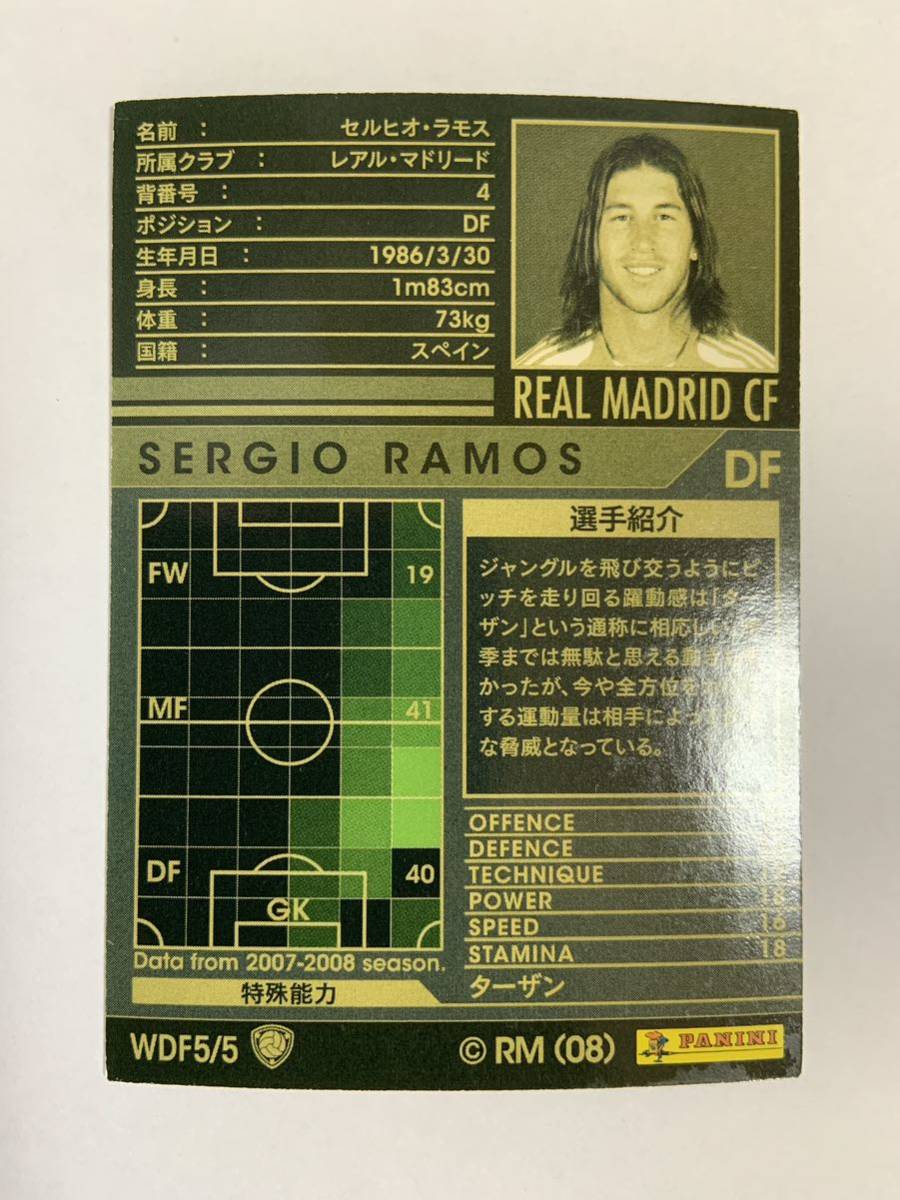 名前 : セルヒオ・ラモス
所属クラブ : レアル・マドリード
背番号 : 4
ポジション : DF
生年月日 : 1986/3/30
身長 : 1m83cm
体重 : 73kg
国籍 : スペイン
REAL MADRID CF
SERGIO RAMOS
DF
FW 19
MF 41
DF 40
GK
Data from 2007-2008 season.
特殊能力
選手紹介
ジャングルを飛び交うようにピ
ッチを走り回る躍動感は「ター
ザン」という通称に相応しい
季までは無駄と思える動き
かったが、今や全方位を
する運動量は相手によって
な脅威となっている。
OFFENCE
DEFENCE
TECHNIQUE
POWER
SPEED 16
STAMINA 18
ターザン
WDF5/5
© RM (08)
PANINI